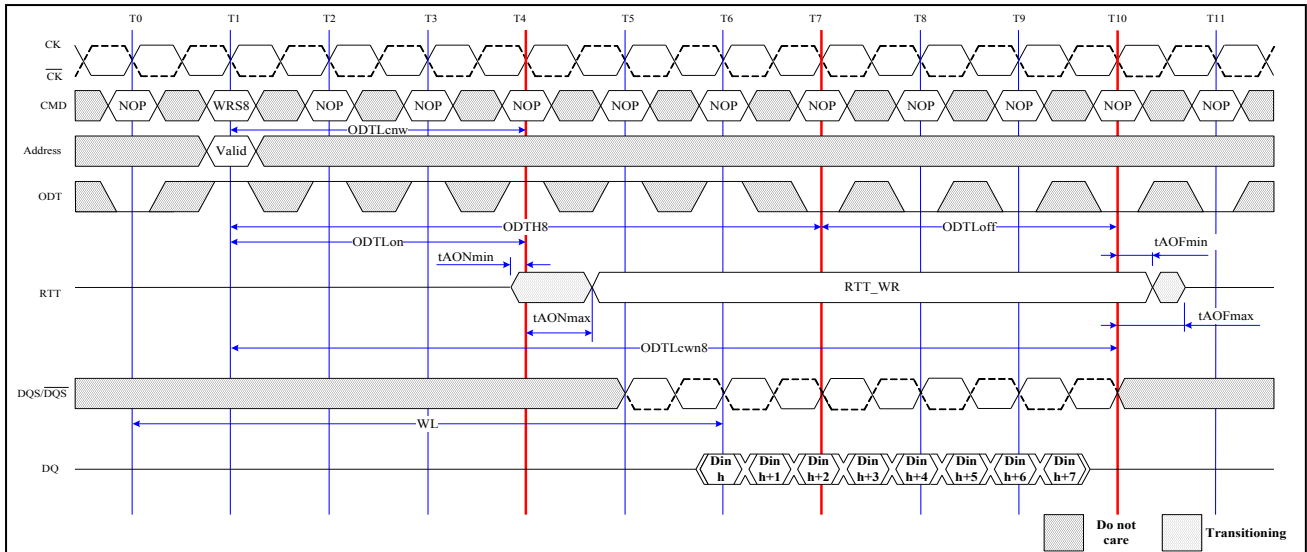 T0 T1 T2 T3 T4 T5 T6 T7 T8 T9 T10 T11
CK
CK
CMD NOP WRS8 NOP NOP NOP NOP NOP NOP NOP NOP NOP NOP
ODTLcnw
Address Valid
ODT
ODTH8 ODTLoff
ODTLon
tAONmin tAOFmin
RTT RTT_WR
tAONmax tAOFmax
ODTLcwn8
DQS/DQS
WL
DQ Din h Din h+1 Din h+2 Din h+3 Din h+4 Din h+5 Din h+6 Din h+7
Do not care Transitioning